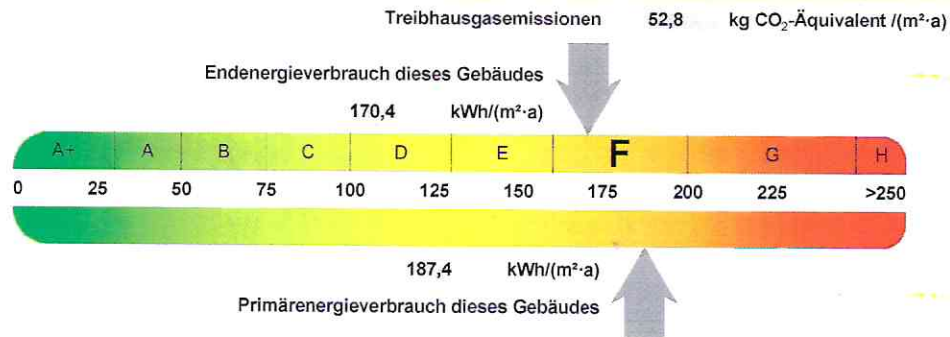 Treibhausgasemissionen 52,8 kg CO₂-Äquivalent /(m²·a)
Endenergieverbrauch dieses Gebäudes
170,4 kWh/(m²·a)
A+ A B C D E F G H
0 25 50 75 100 125 150 175 200 225 >250
187,4 kWh/(m²·a)
Primärenergieverbrauch dieses Gebäudes